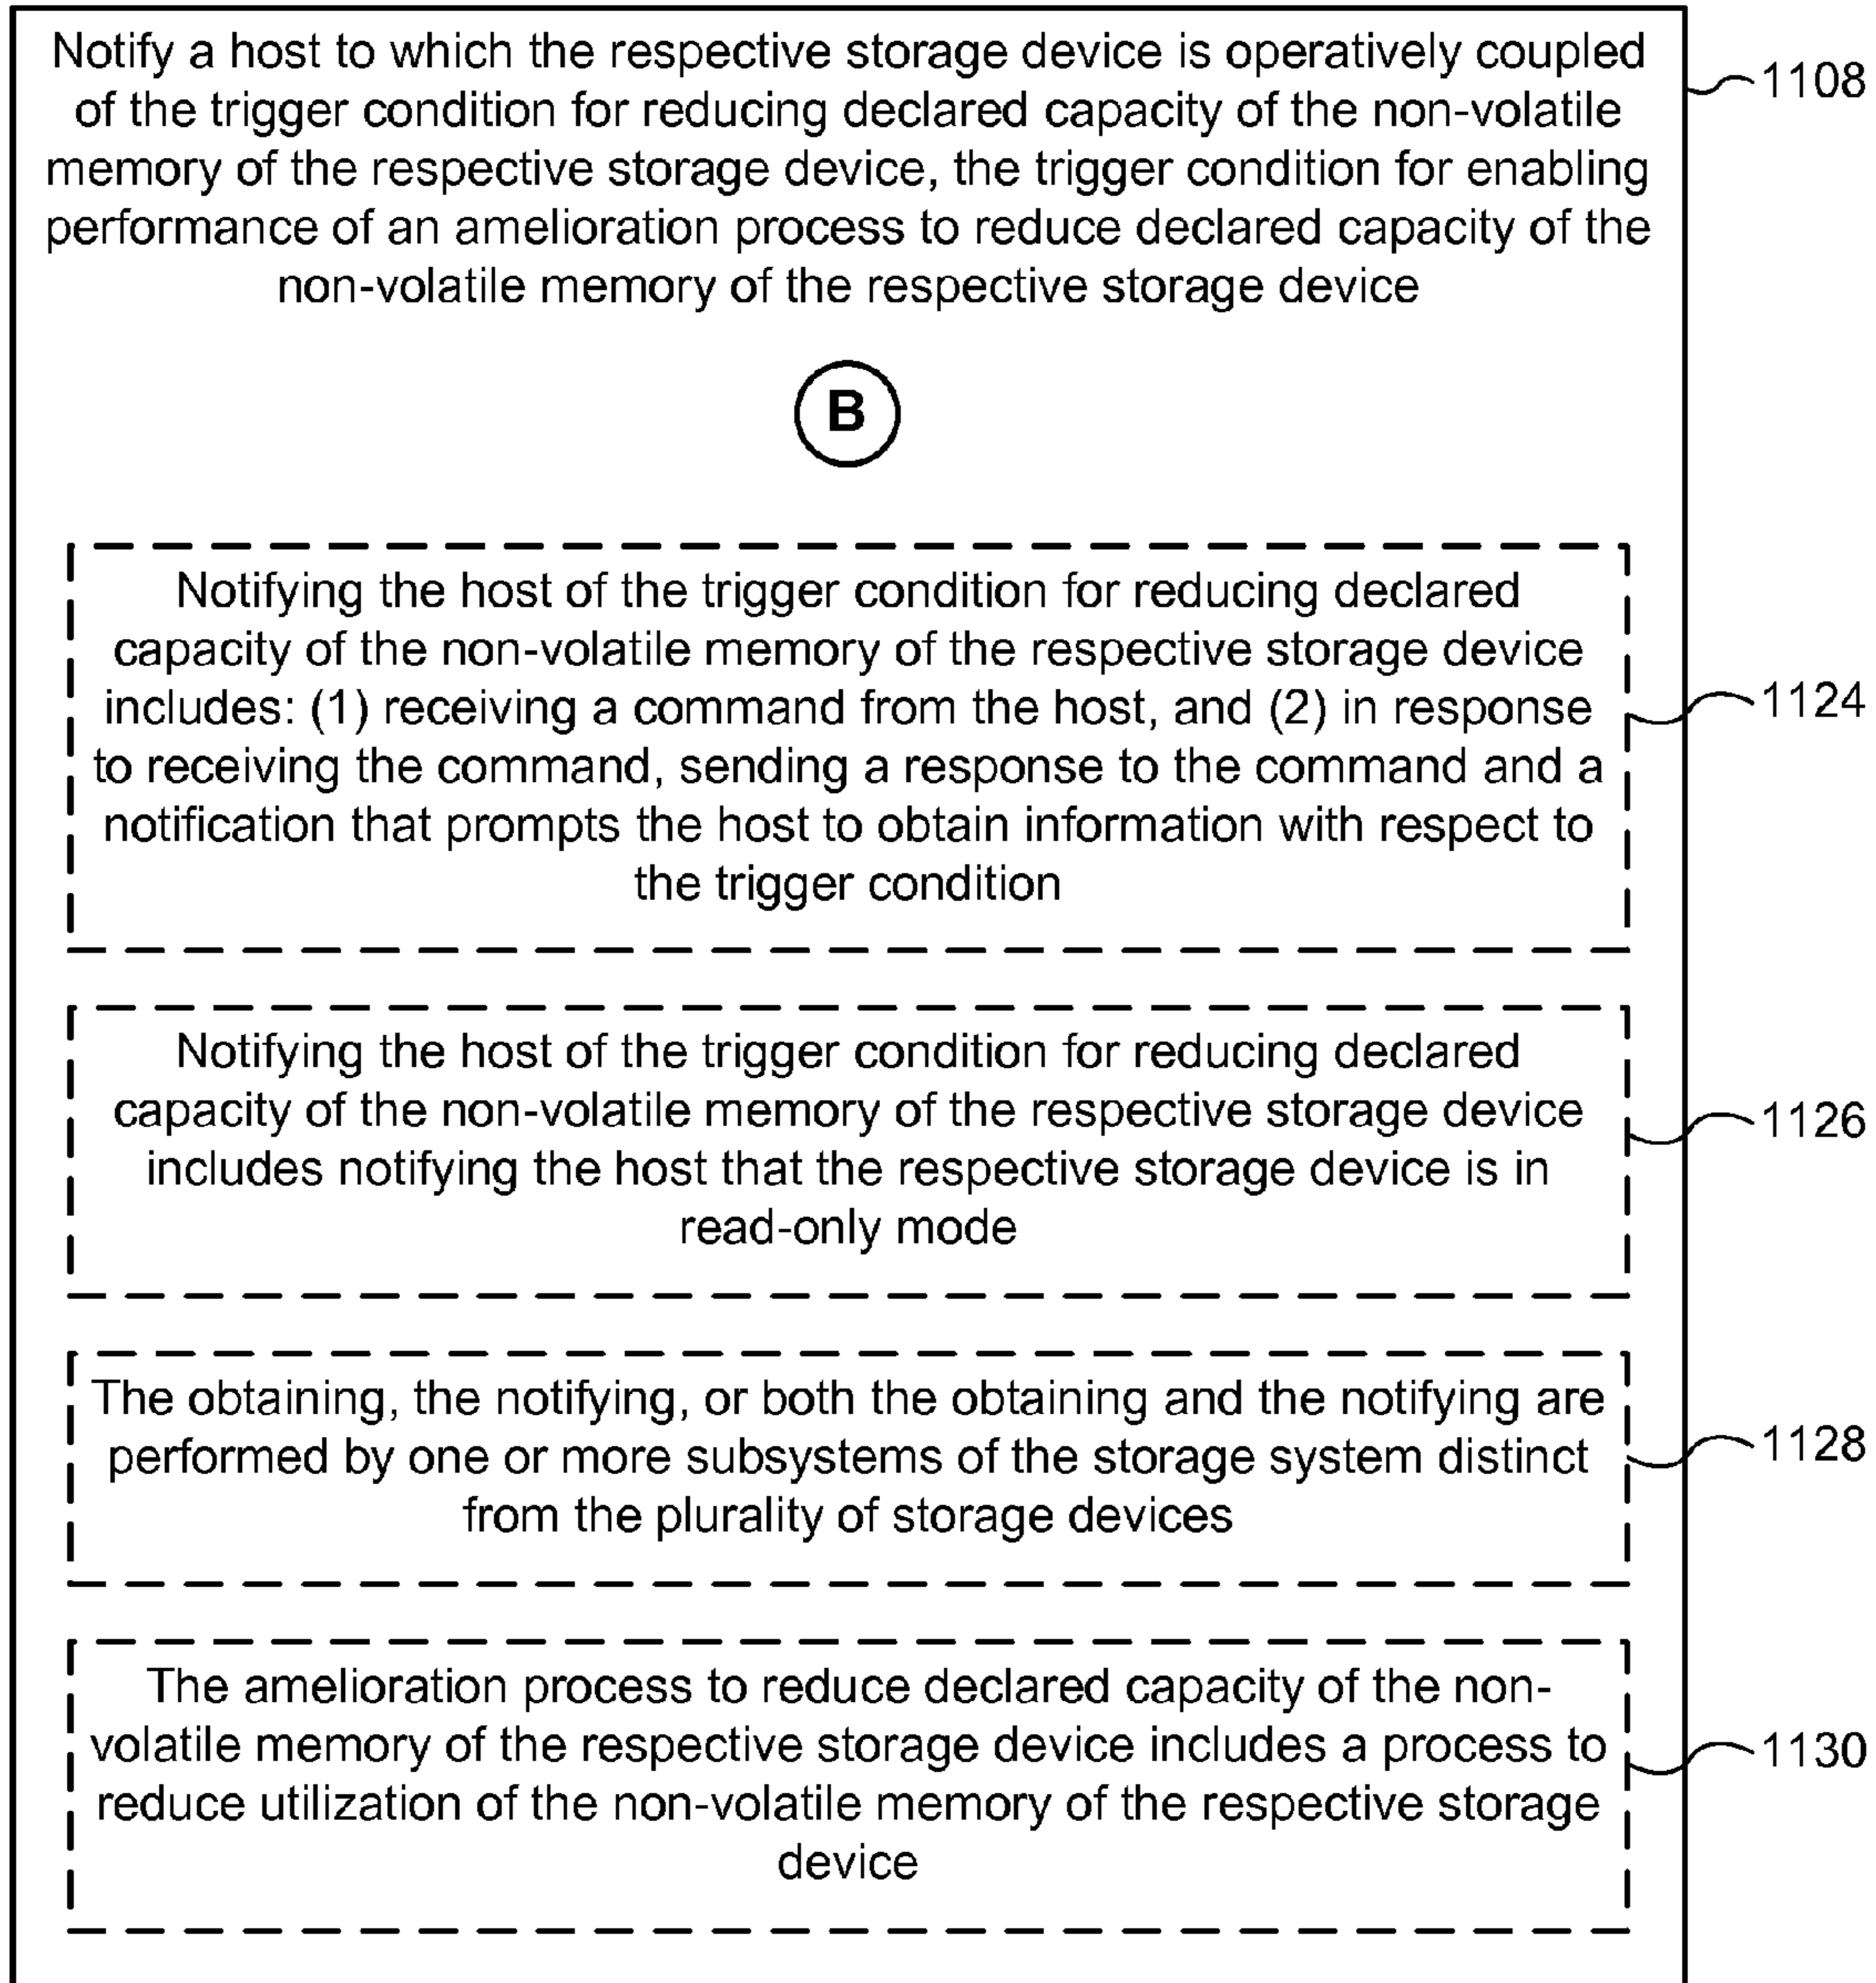 Notify a host to which the respective storage device is operatively coupled
of the trigger condition for reducing declared capacity of the non-volatile
memory of the respective storage device, the trigger condition for enabling
performance of an amelioration process to reduce declared capacity of the
non-volatile memory of the respective storage device
1108
B
Notifying the host of the trigger condition for reducing declared
capacity of the non-volatile memory of the respective storage device
includes: (1) receiving a command from the host, and (2) in response
to receiving the command, sending a response to the command and a
notification that prompts the host to obtain information with respect to
the trigger condition
1124
Notifying the host of the trigger condition for reducing declared
capacity of the non-volatile memory of the respective storage device
includes notifying the host that the respective storage device is in
read-only mode
1126
The obtaining, the notifying, or both the obtaining and the notifying are
performed by one or more subsystems of the storage system distinct
from the plurality of storage devices
1128
The amelioration process to reduce declared capacity of the non-
volatile memory of the respective storage device includes a process to
reduce utilization of the non-volatile memory of the respective storage
device
1130